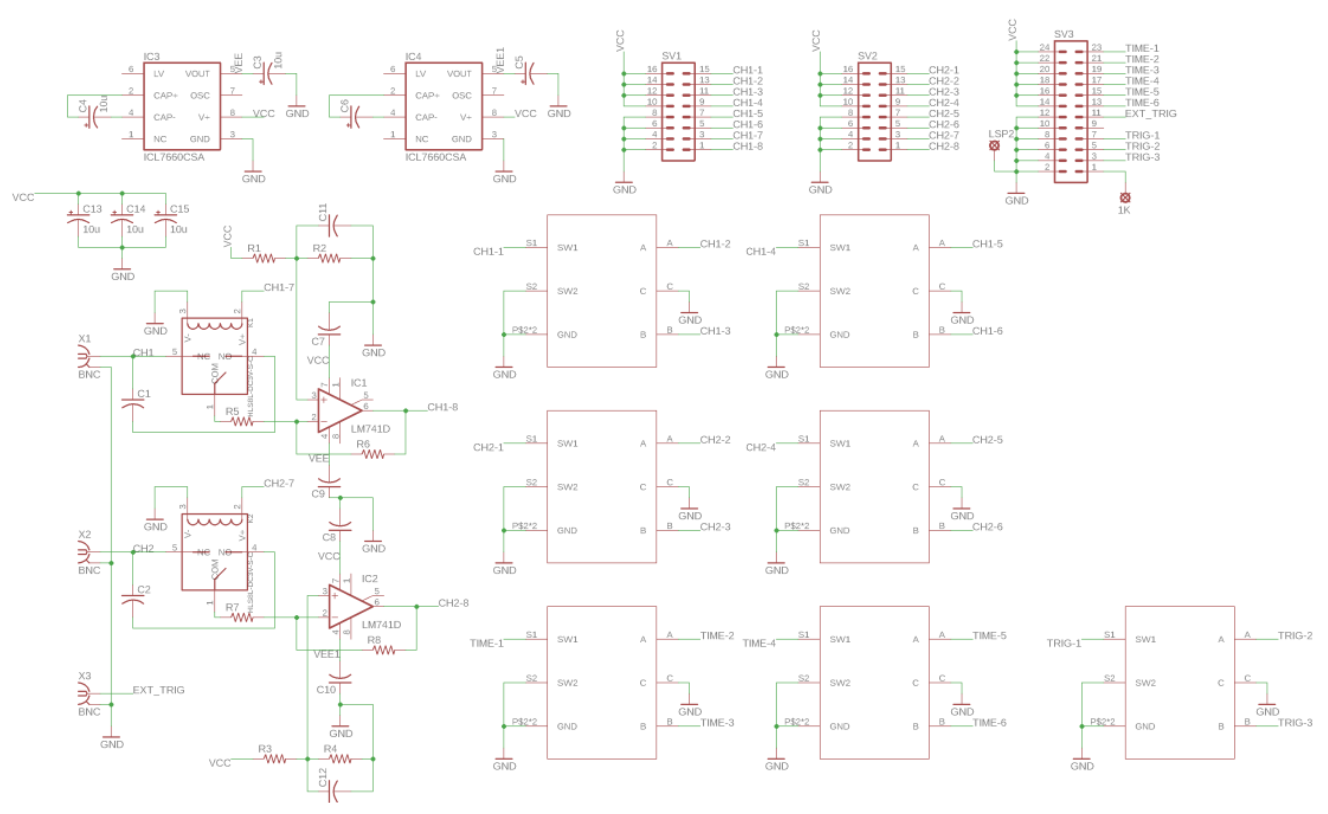 IC3
6 LV VOUT 5 VEE
2 CAP+ OSC 7
4 CAP- V+ 8 VCC
1 NC GND 3
ICL7660CSA
C3 10u
C4 10u
GND
GND
IC4
6 LV VOUT 5 VEE1
2 CAP+ OSC 7
4 CAP- V+ 8 VCC
1 NC GND 3
ICL7660CSA
C5
C6
GND
GND
VCC
SV1
16 15 CH1-1
14 13 CH1-2
12 11 CH1-3
10 9 CH1-4
8 7 CH1-5
6 5 CH1-6
4 3 CH1-7
2 1 CH1-8
GND
VCC
SV2
16 15 CH2-1
14 13 CH2-2
12 11 CH2-3
10 9 CH2-4
8 7 CH2-5
6 5 CH2-6
4 3 CH2-7
2 1 CH2-8
GND
VCC
SV3
24 23 TIME-1
22 21 TIME-2
20 19 TIME-3
18 17 TIME-4
16 15 TIME-5
14 13 TIME-6
12 11 EXT_TRIG
10 9
8 7 TRIG-1
6 5 TRIG-2
4 3 TRIG-3
2 1
LSP2
GND
1K
VCC
C13 C14 C15
10u 10u 10u
GND
VCC
R1
C11
R2
GND
C7
VCC
CH1-7
3 2
GND
K1
V- V+
X1
BNC
CH1
5 NC NO 4
COM
1
C1
R5
IC1
7 1
3 +
2 -
5
6
4 8
LM741D
CH1-8
R6
VEE
C9
C8
GND
VCC
CH2-7
3 2
GND
K2
V- V+
X2
BNC
CH2
5 NC NO 4
COM
1
C2
R7
IC2
7 1
3 +
2 -
5
6
4 8
LM741D
CH2-8
R8
VEE1
C10
GND
X3
BNC
EXT_TRIG
GND
VCC
R3
R4
C12
CH1-1 S1 SW1 A A CH1-2
S2 SW2 C C
GND
P$2*2 GND B B CH1-3
GND
CH1-4 S1 SW1 A A CH1-5
S2 SW2 C C
GND
P$2*2 GND B B CH1-6
GND
CH2-1 S1 SW1 A A CH2-2
S2 SW2 C C
GND
P$2*2 GND B B CH2-3
GND
CH2-4 S1 SW1 A A CH2-5
S2 SW2 C C
GND
P$2*2 GND B B CH2-6
GND
TIME-1 S1 SW1 A A TIME-2
S2 SW2 C C
GND
P$2*2 GND B B TIME-3
GND
TIME-4 S1 SW1 A A TIME-5
S2 SW2 C C
GND
P$2*2 GND B B TIME-6
GND
TRIG-1 S1 SW1 A A TRIG-2
S2 SW2 C C
GND
P$2*2 GND B B TRIG-3
GND